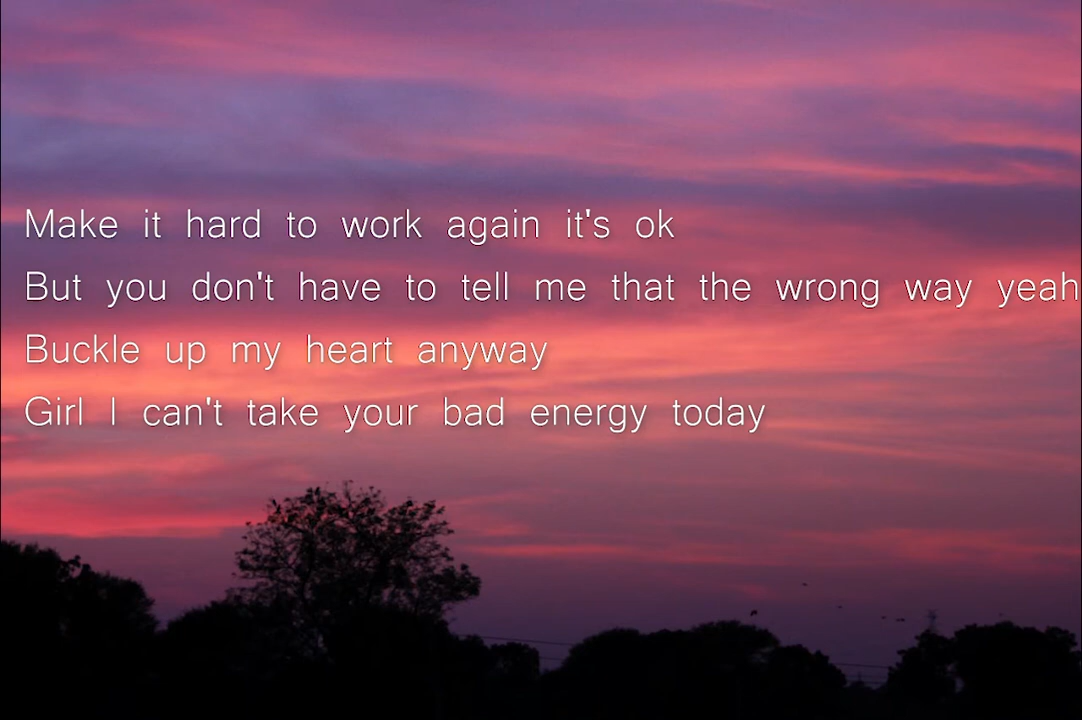 Make it hard to work again it's ok
But you don't have to tell me that the wrong way yeah
Buckle up my heart anyway
Girl I can't take your bad energy today